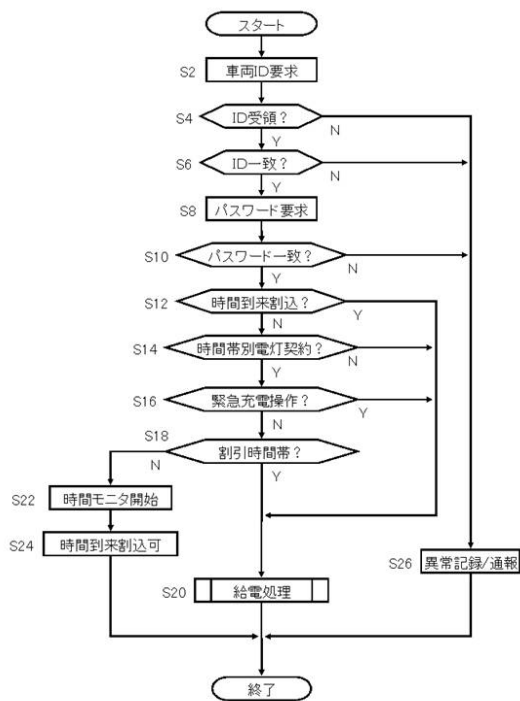 スタート
S2
車両ID要求
S4
ID受領？
N
Y
S6
ID一致？
N
Y
S8
パスワード要求
S10
パスワード一致？
N
Y
S12
時間到来割込？
Y
N
S14
時間帯別電灯契約？
N
Y
S16
緊急充電操作？
Y
N
S18
割引時間帯？
N
Y
S22
時間モニタ開始
S24
時間到来割込可
S26
異常記録/通報
S20
給電処理
終了